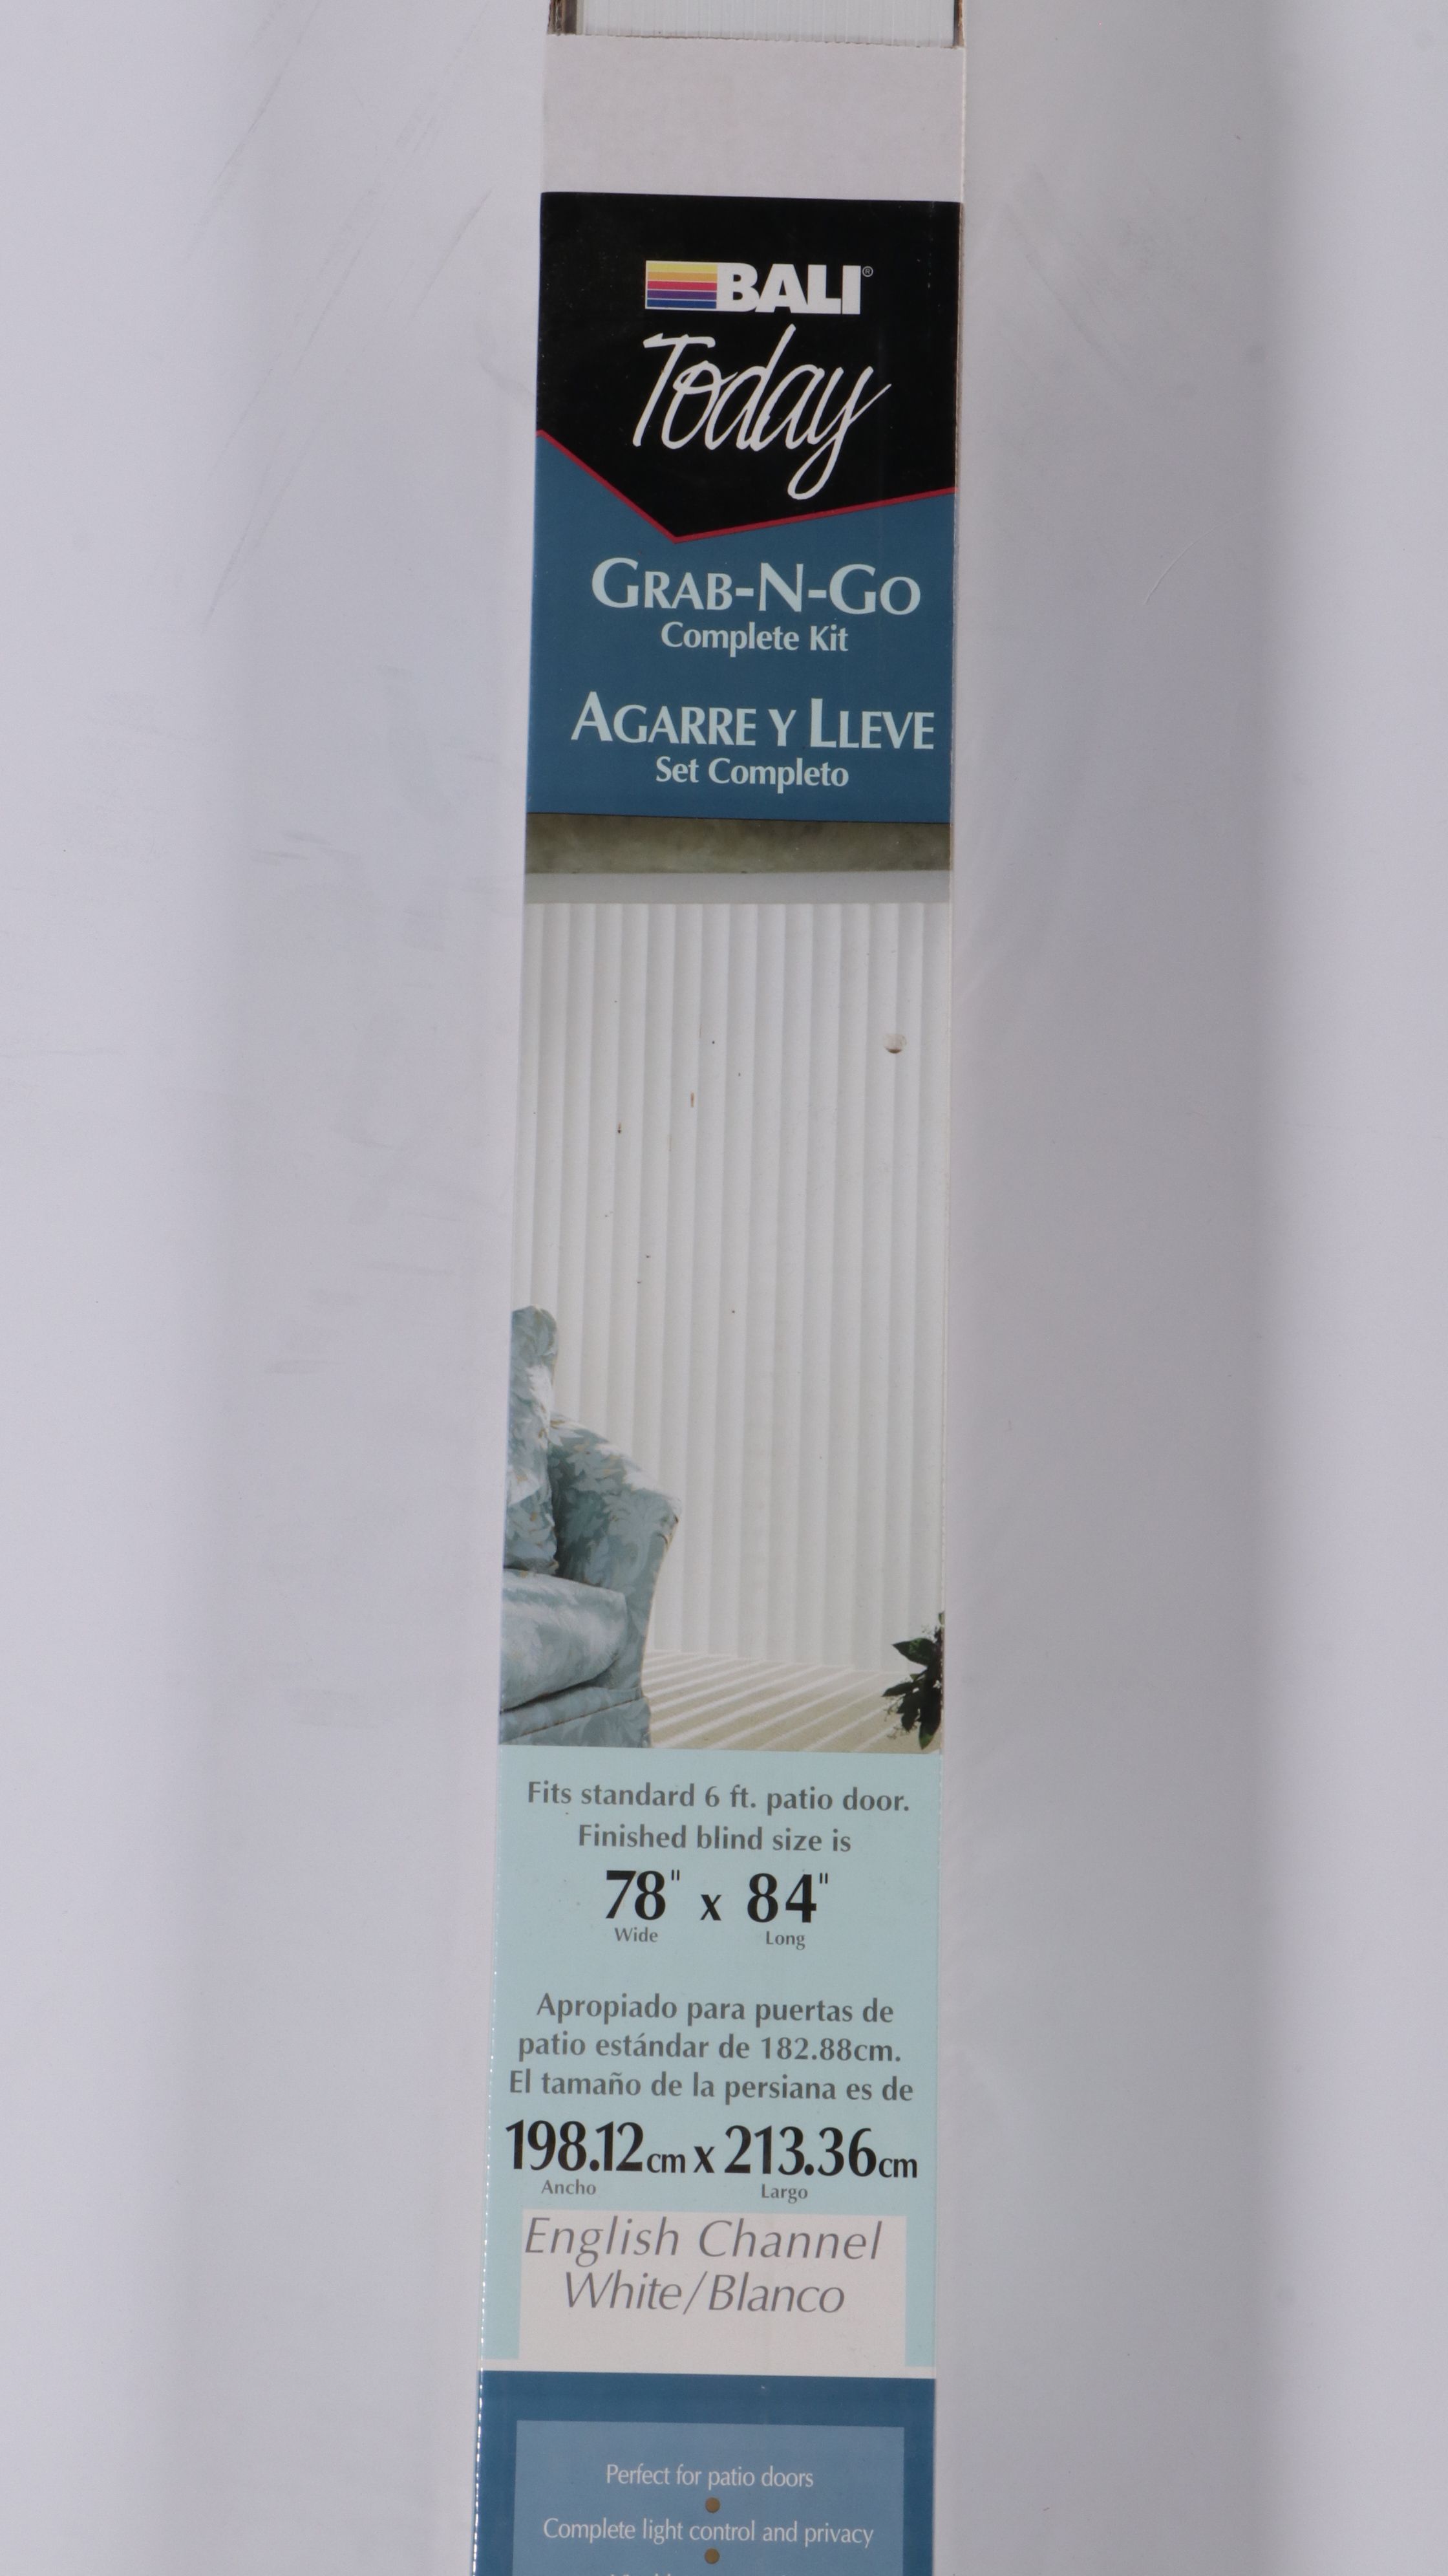 BALI®
Today
GRAB-N-GO
Complete Kit
AGARRE Y LLEVE
Set Completo
Fits standard 6 ft. patio door.
Finished blind size is
78" x 84"
Wide Long
Apropiado para puertas de
patio estándar de 182.88cm.
El tamaño de la persiana es de
198.12cm x 213.36cm
Ancho Largo
English Channel
White/Blanco
Perfect for patio doors
Complete light control and privacy